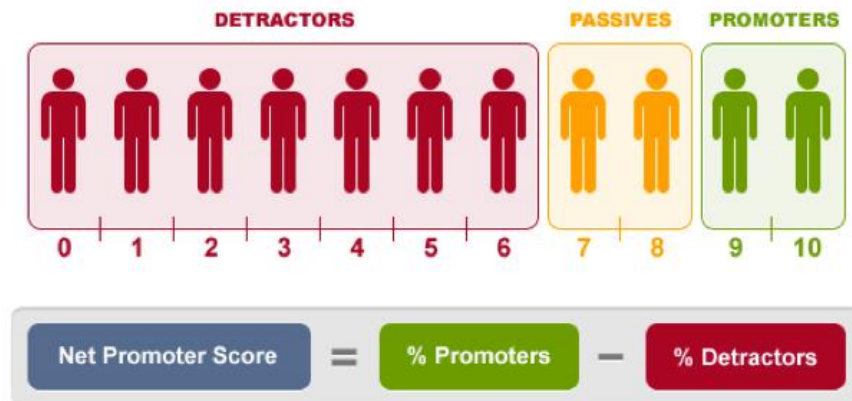 DETRACTORS PASSIVES PROMOTERS
0 1 2 3 4 5 6 7 8 9 10
Net Promoter Score = % Promoters − % Detractors